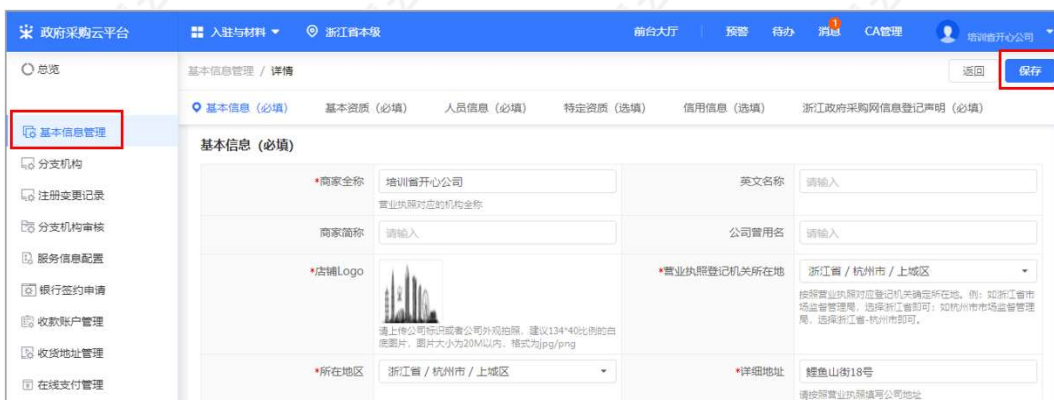 政府采购云平台
入驻与材料
浙江省本级
前台大厅
预警
待办
消息
1
CA管理
培训省开心公司
总览
基本信息管理
分支机构
注册变更记录
分支机构审核
服务信息配置
银行签约申请
收款账户管理
收货地址管理
在线支付管理
基本信息管理 / 详情
返回
保存
基本信息（必填）
基本资质（必填）
人员信息（必填）
特定资质（选填）
信用信息（选填）
浙江政府采购网信息登记声明（必填）
基本信息（必填）
*商家全称
培训省开心公司
营业执照对应的机构全称
英文名称
请输入
商家简称
请输入
公司曾用名
请输入
*店铺Logo
请上传公司标识或者公司外观拍照，建议134*40比例的白
底图片，图片大小为20M以内，格式为jpg/png
*营业执照登记机关所在地
浙江省 / 杭州市 / 上城区
按照营业执照对应登记机关确定所在地。例：如浙江省市
场监督管理局，选择浙江省即可；如杭州市市场监督管理
局，选择浙江省-杭州市即可。
*所在地区
浙江省 / 杭州市 / 上城区
*详细地址
鲤鱼山街18号
请按照营业执照填写公司地址